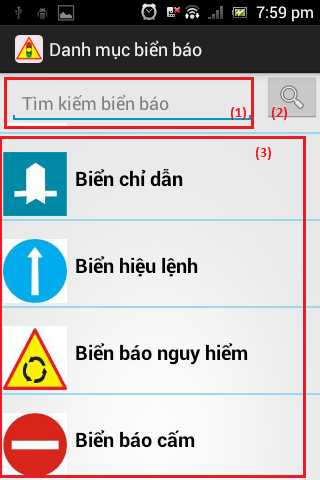 7:59 pm
Danh mục biển báo
Tìm kiếm biển báo
(1) (2)
(3)
Biển chỉ dẫn
Biển hiệu lệnh
Biển báo nguy hiểm
Biển báo cấm